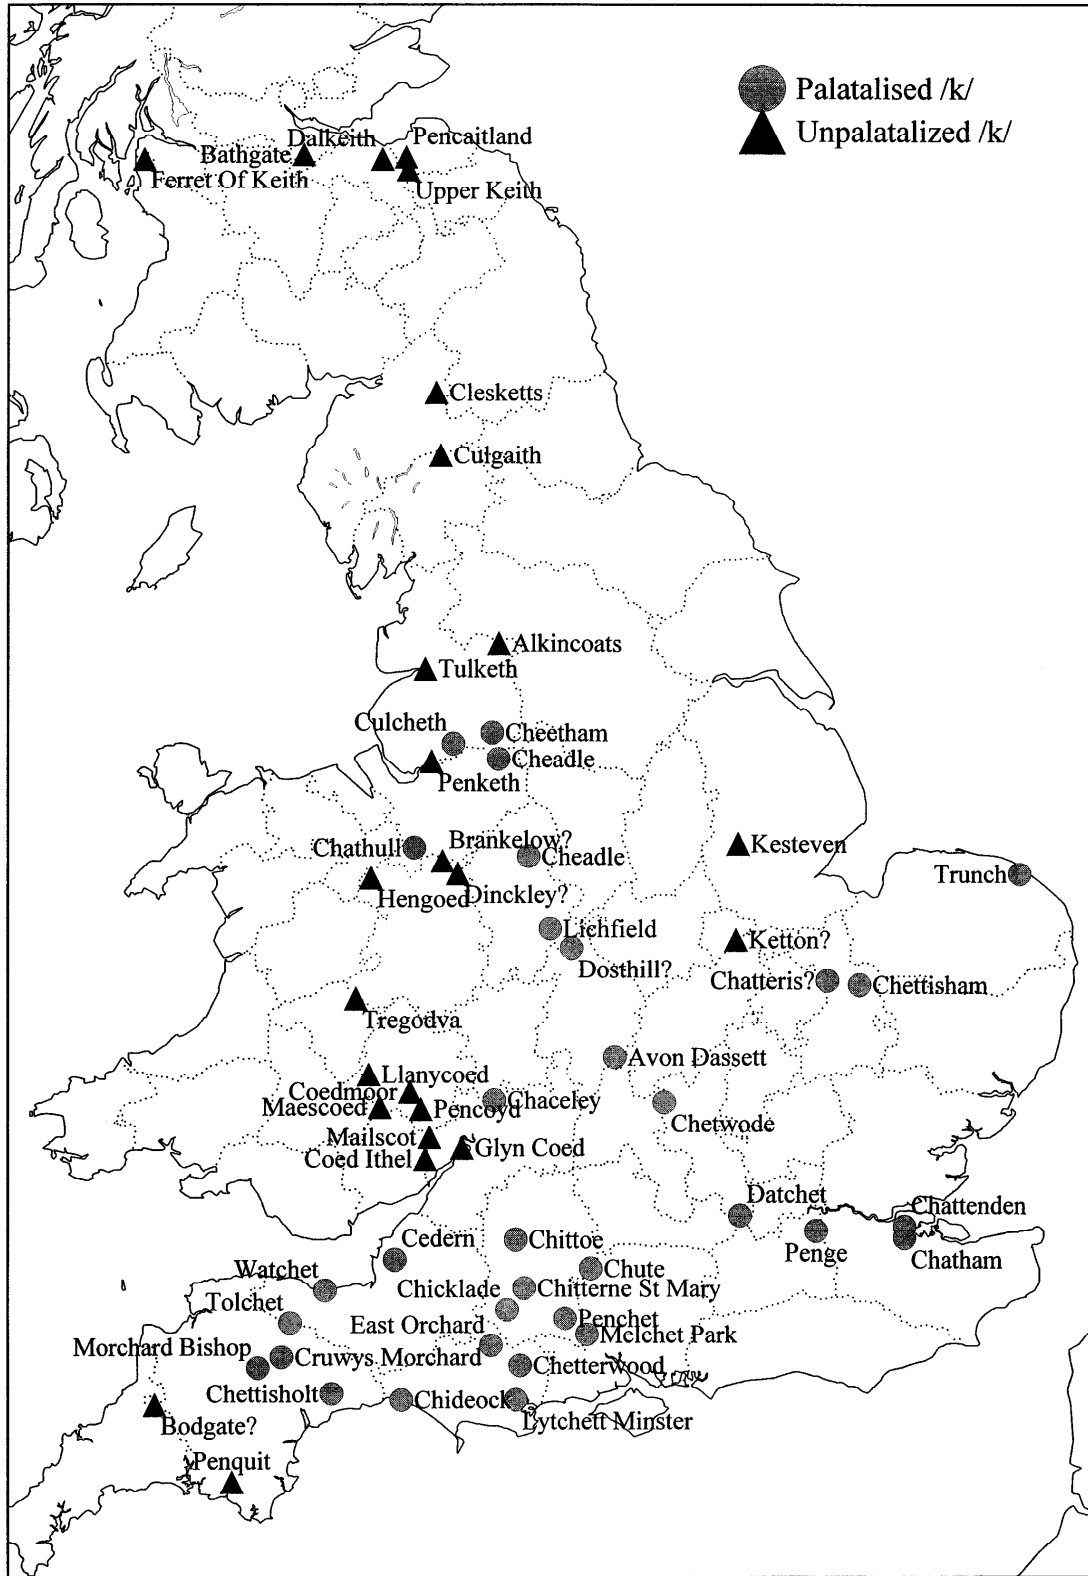 Palatalised /k/
Unpalatalized /k/
Dalkeith
Pencaitland
Bathgate
Ferret Of Keith
Upper Keith
Clesketts
Culgaith
Alkincoats
Tulketh
Culcheth
Cheetham
Cheadle
Penketh
Brankelow?
Kesteven
Chathull
Cheadle
Trunch
Hengoed
Dinckley?
Lichfield
Ketton?
Dosthill?
Chatteris?
Chettisham
Tregodva
Avon Dassett
Llanycoed
Coedmoor
Chaceley
Maescoed
Pencoyd
Chetwode
Mailscot
Glyn Coed
Coed Ithel
Datchet
Chattenden
Cedern
Chittoe
Penge
Chatham
Watchet
Chute
Chicklade
Chitterne St Mary
Tolchet
East Orchard
Penchet
Melchet Park
Morchard Bishop
Cruwys Morchard
Chetterwood
Chettisholt
Chideock
Lytchett Minster
Bodgate?
Penquit